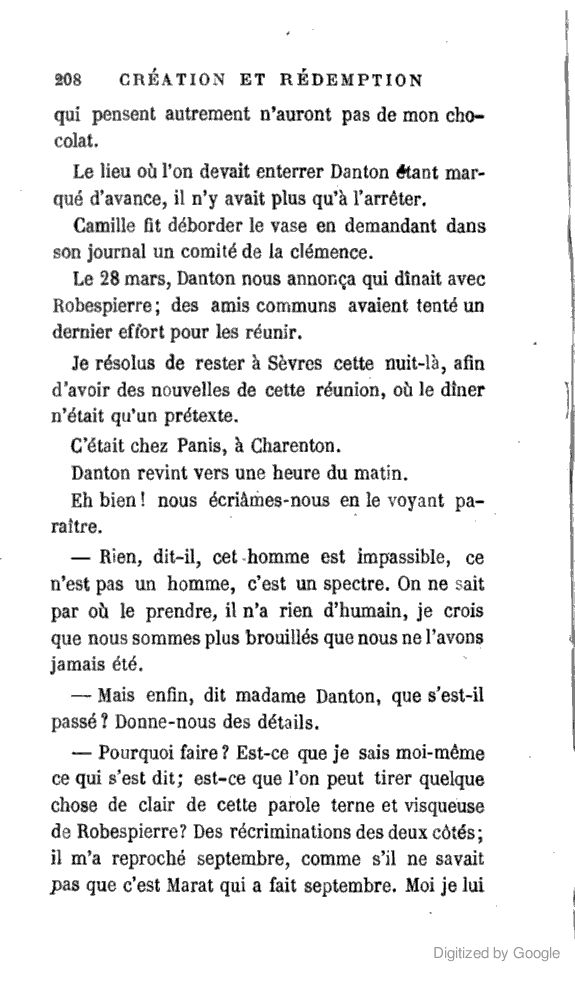 208 CRÉATION ET RÉDEMPTION
qui pensent autrement n'auront pas de mon cho-
colat.
Le lieu où l'on devait enterrer Danton étant mar-
qué d'avance, il n'y avait plus qu'à l'arrêter.
Camille fit déborder le vase en demandant dans
son journal un comité de la clémence.
Le 28 mars, Danton nous annonça qui dînait avec
Robespierre; des amis communs avaient tenté un
dernier effort pour les réunir.
Je résolus de rester à Sèvres cette nuit-là, afin
d'avoir des nouvelles de cette réunion, où le dîner
n'était qu'un prétexte.
C'était chez Panis, à Charenton.
Danton revint vers une heure du matin.
Eh bien! nous écriâmes-nous en le voyant pa-
raître.
— Rien, dit-il, cet homme est impassible, ce
n'est pas un homme, c'est un spectre. On ne sait
par où le prendre, il n'a rien d'humain, je crois
que nous sommes plus brouillés que nous ne l'avons
jamais été.
— Mais enfin, dit madame Danton, que s'est-il
passé? Donne-nous des détails.
— Pourquoi faire? Est-ce que je sais moi-même
ce qui s'est dit; est-ce que l'on peut tirer quelque
chose de clair de cette parole terne et visqueuse
de Robespierre? Des récriminations des deux côtés;
il m'a reproché septembre, comme s'il ne savait
pas que c'est Marat qui a fait septembre. Moi je lui
Digitized by Google